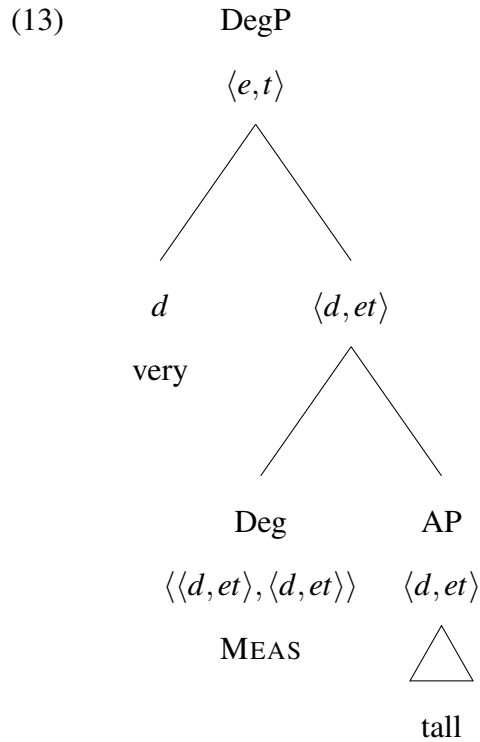 (13) DegP
⟨e,t⟩
d ⟨d,et⟩
very
Deg AP
⟨⟨d,et⟩,⟨d,et⟩⟩ ⟨d,et⟩
MEAS
tall